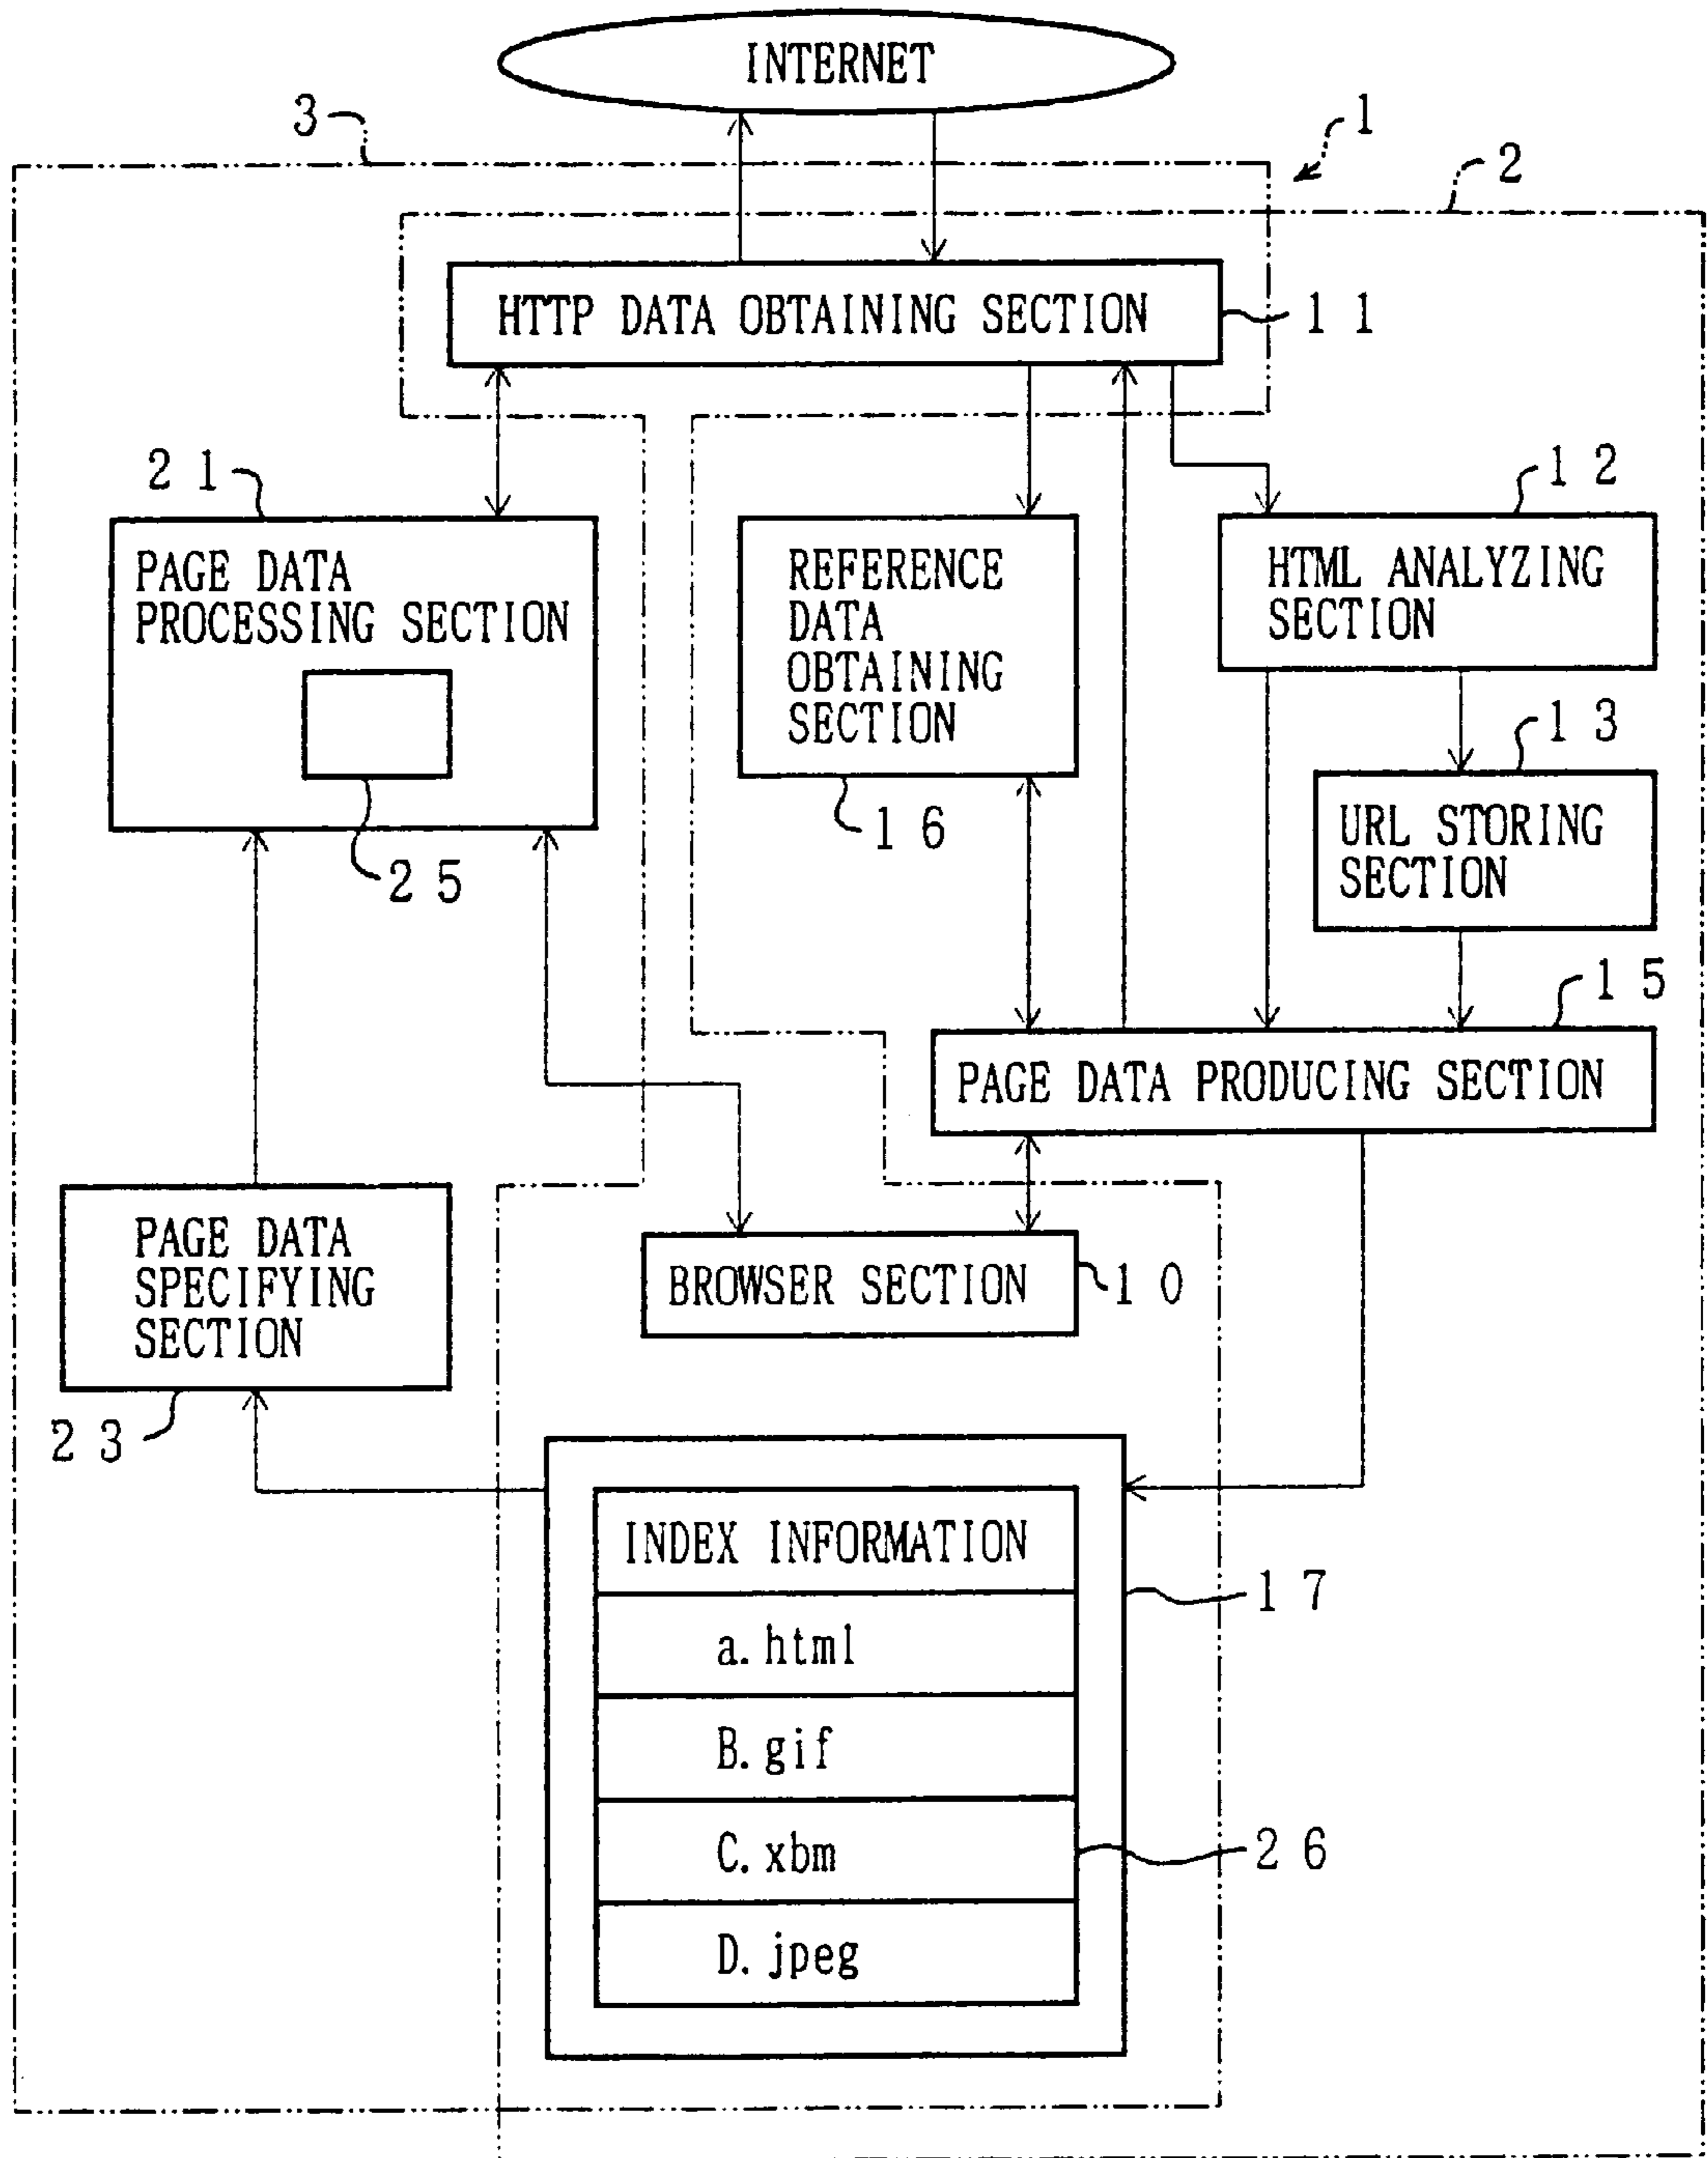 INTERNET
3
1
2
HTTP DATA OBTAINING SECTION
11
21
12
PAGE DATA
PROCESSING SECTION
REFERENCE
DATA
OBTAINING
SECTION
HTML ANALYZING
SECTION
13
16
25
URL STORING
SECTION
15
PAGE DATA PRODUCING SECTION
PAGE DATA
SPECIFYING
SECTION
BROWSER SECTION
10
23
INDEX INFORMATION
17
a.html
B.gif
C.xbm
26
D.jpeg